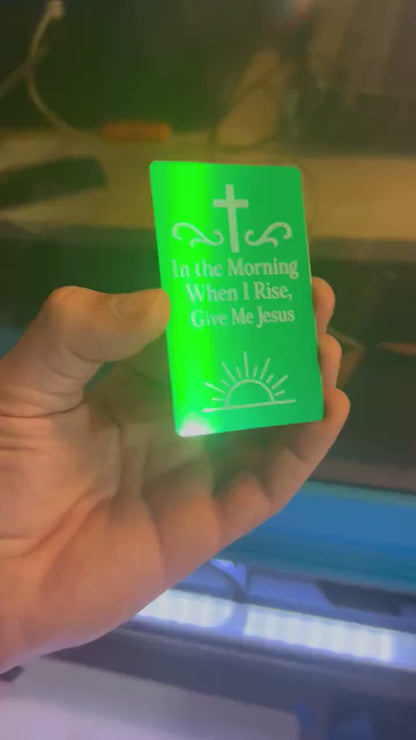 In the Morning
When I Rise,
Give Me Jesus